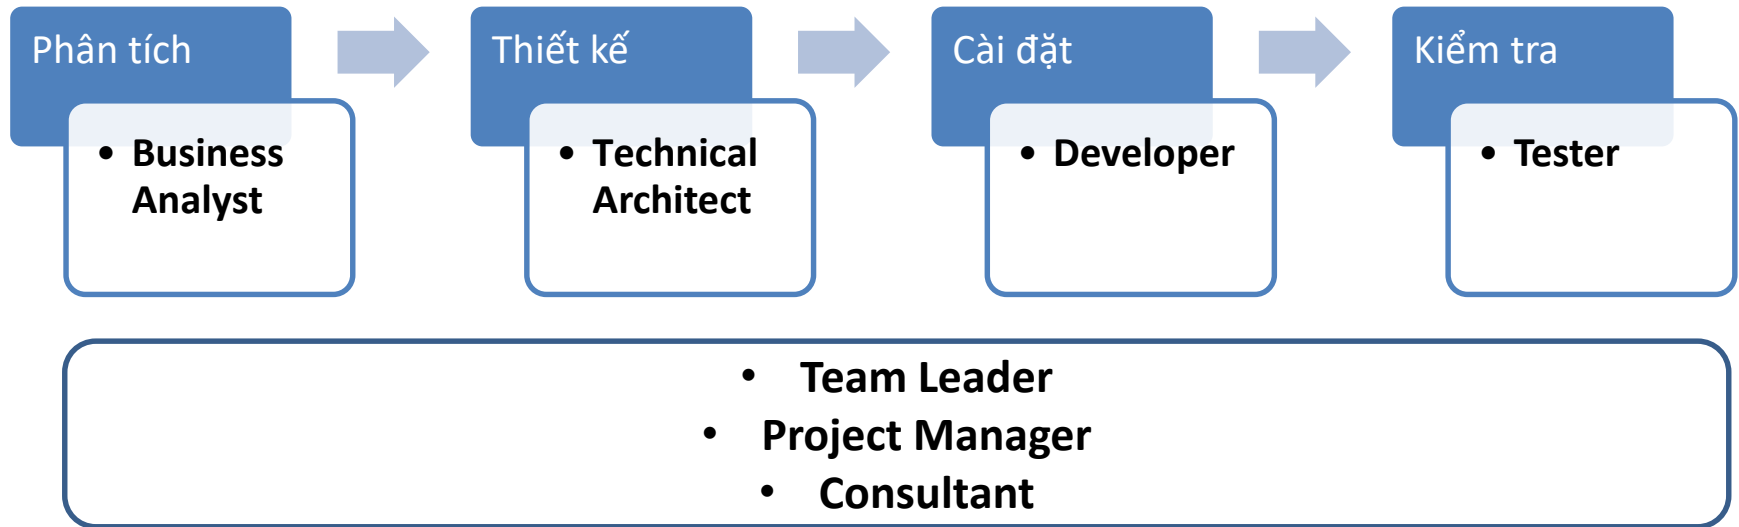 Phân tích
Thiết kế
Cài đặt
Kiểm tra
• Business
Analyst
• Technical
Architect
• Developer
• Tester
• Team Leader
• Project Manager
• Consultant